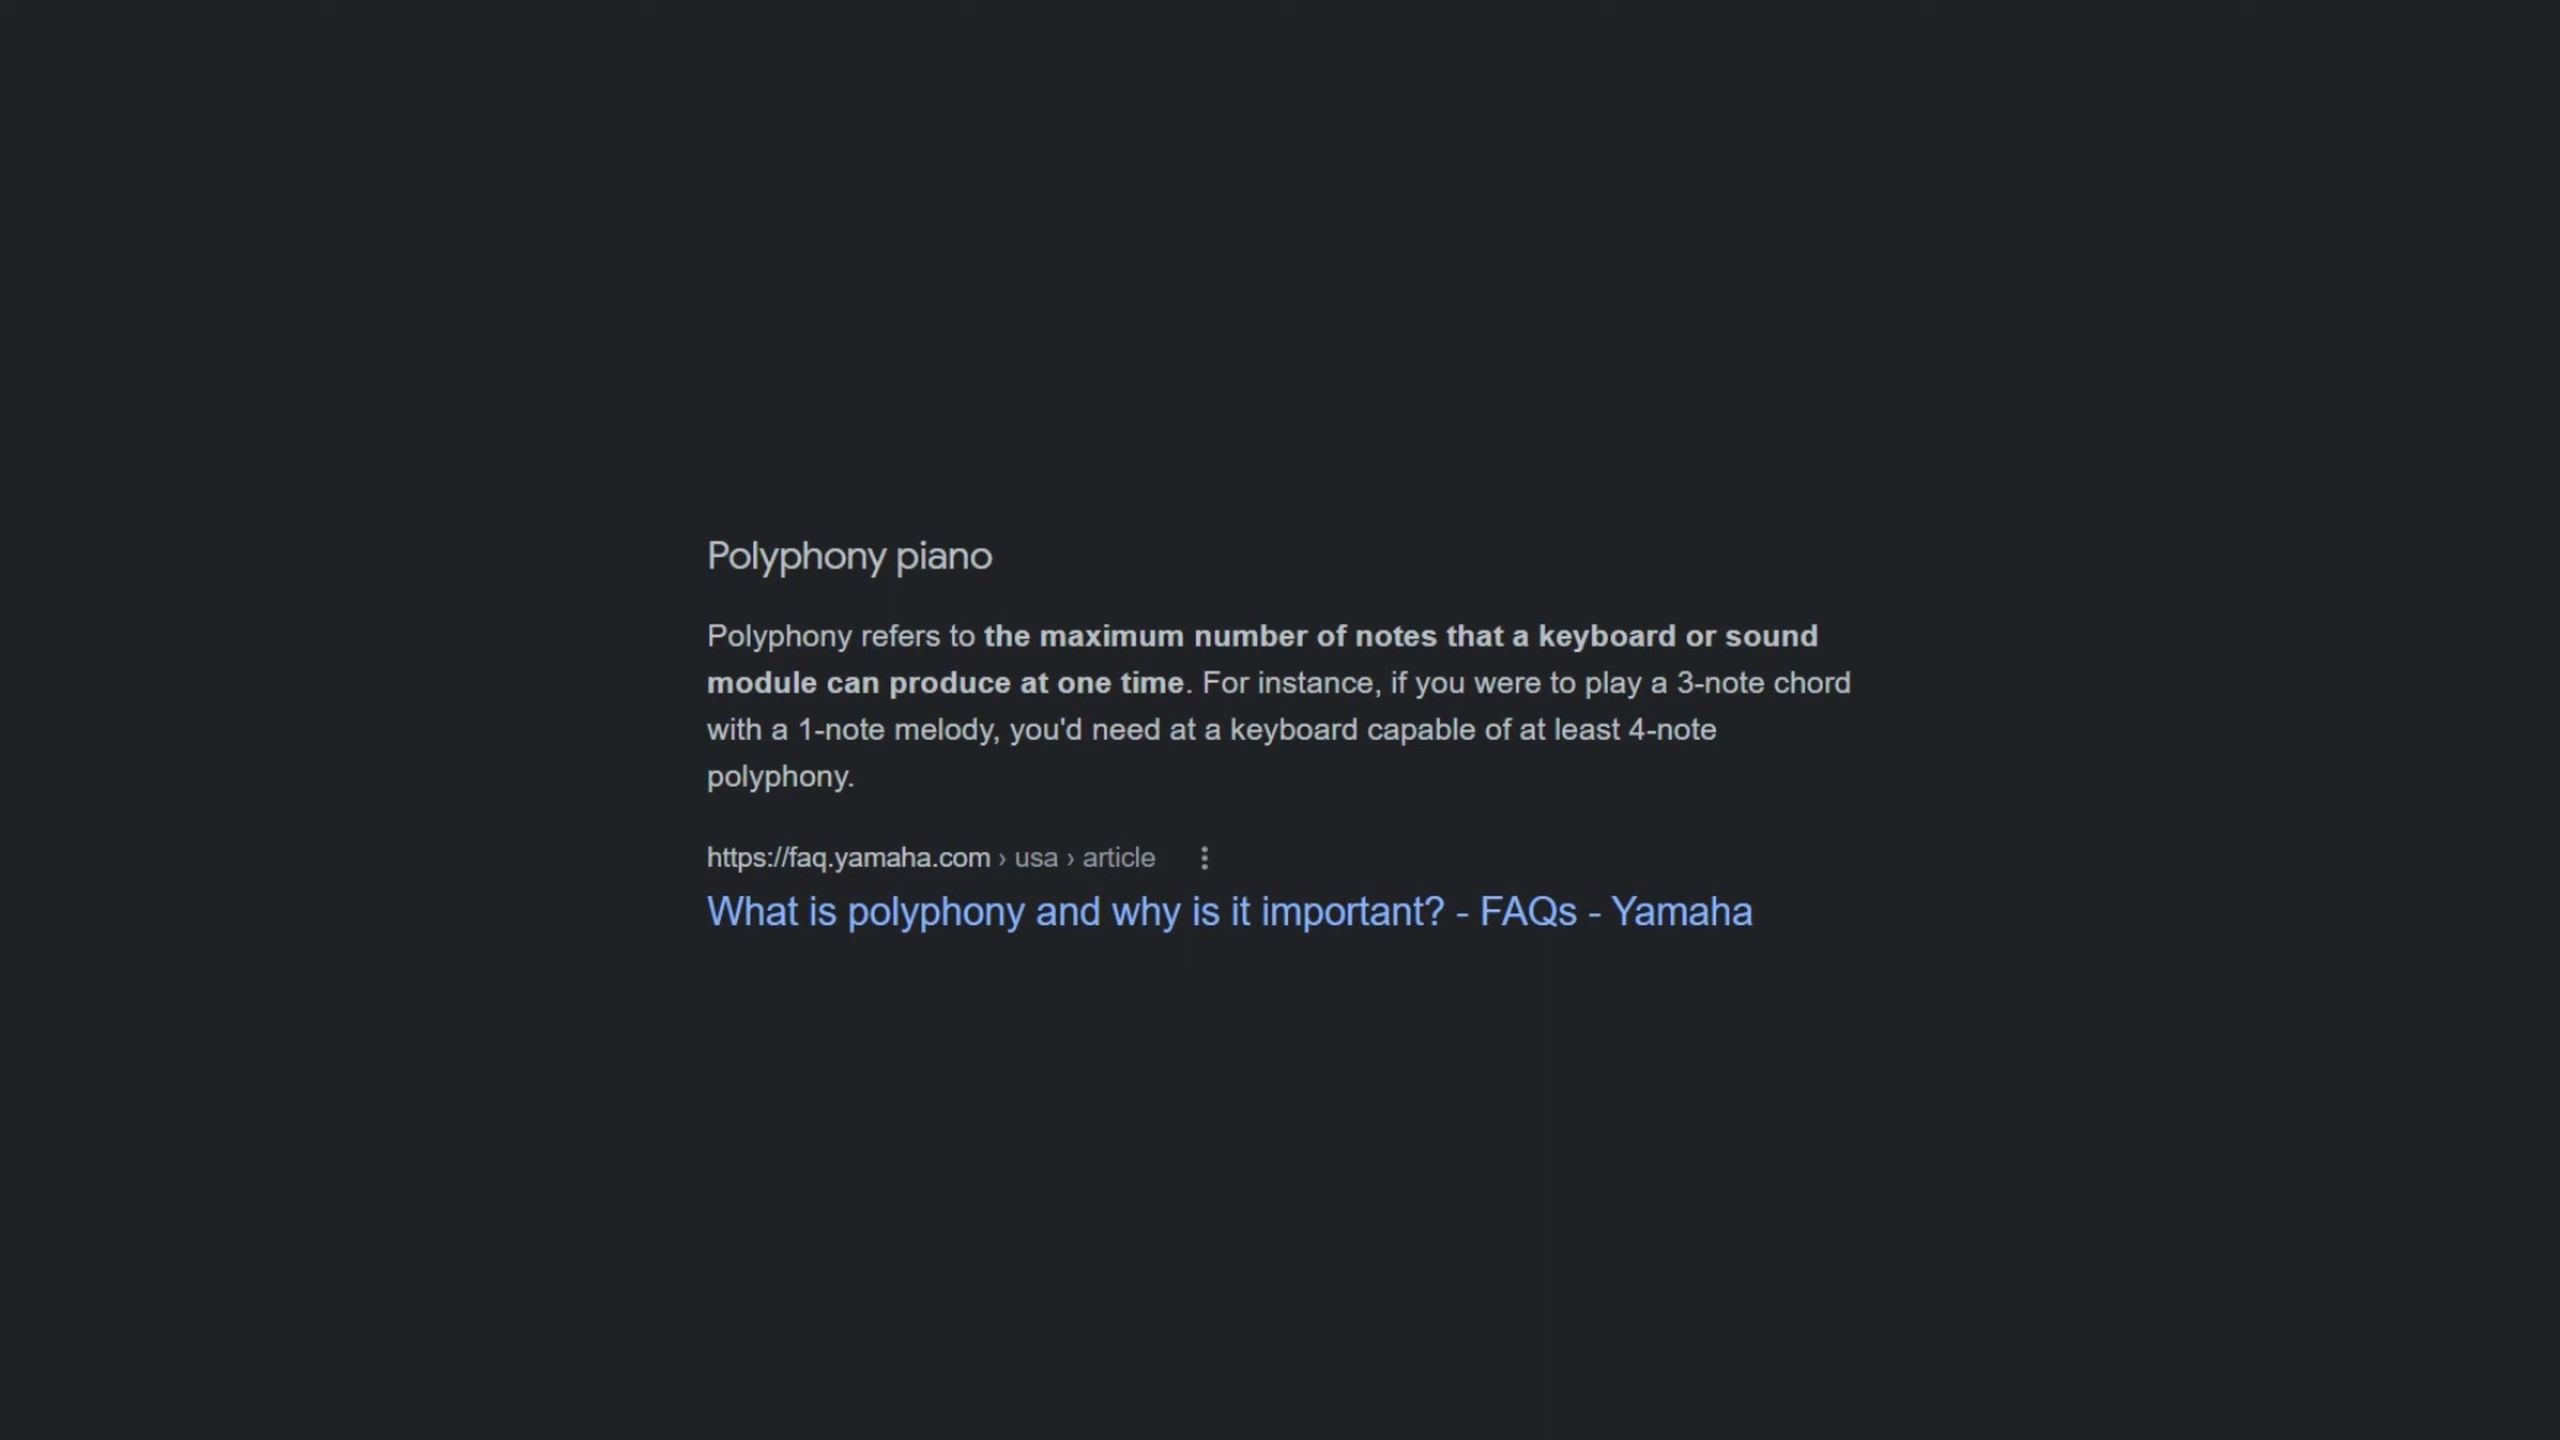 Polyphony piano
Polyphony refers to the maximum number of notes that a keyboard or sound
module can produce at one time. For instance, if you were to play a 3-note chord
with a 1-note melody, you'd need at a keyboard capable of at least 4-note
polyphony.
https://faq.yamaha.com › usa › article
What is polyphony and why is it important? - FAQs - Yamaha